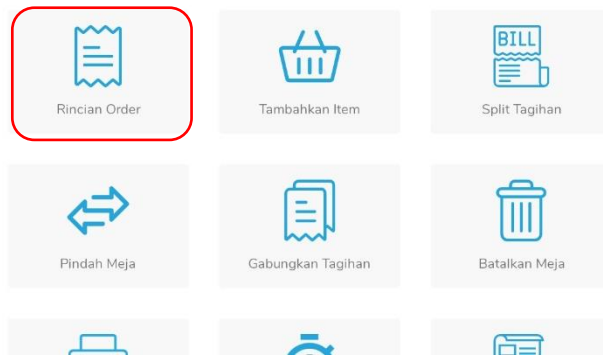 BILL
Rincian Order
Tambahkan Item
Split Tagihan
Pindah Meja
Gabungkan Tagihan
Batalkan Meja